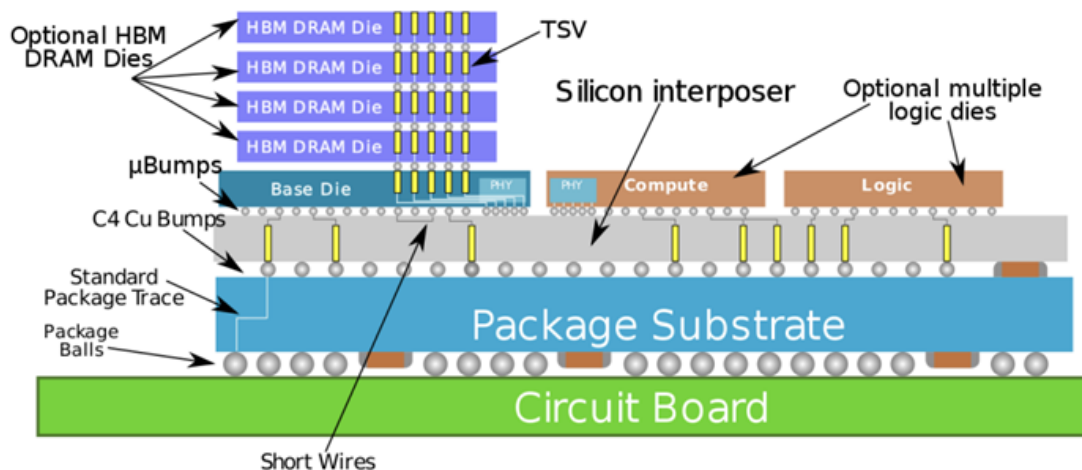 Optional HBM
DRAM Dies
HBM DRAM Die
HBM DRAM Die
HBM DRAM Die
HBM DRAM Die
TSV
Silicon interposer
Optional multiple
logic dies
µBumps
Base Die
PHY
PHY
Compute
Logic
C4 Cu Bumps
Standard
Package Trace
Package Substrate
Package
Balls
Circuit Board
Short Wires